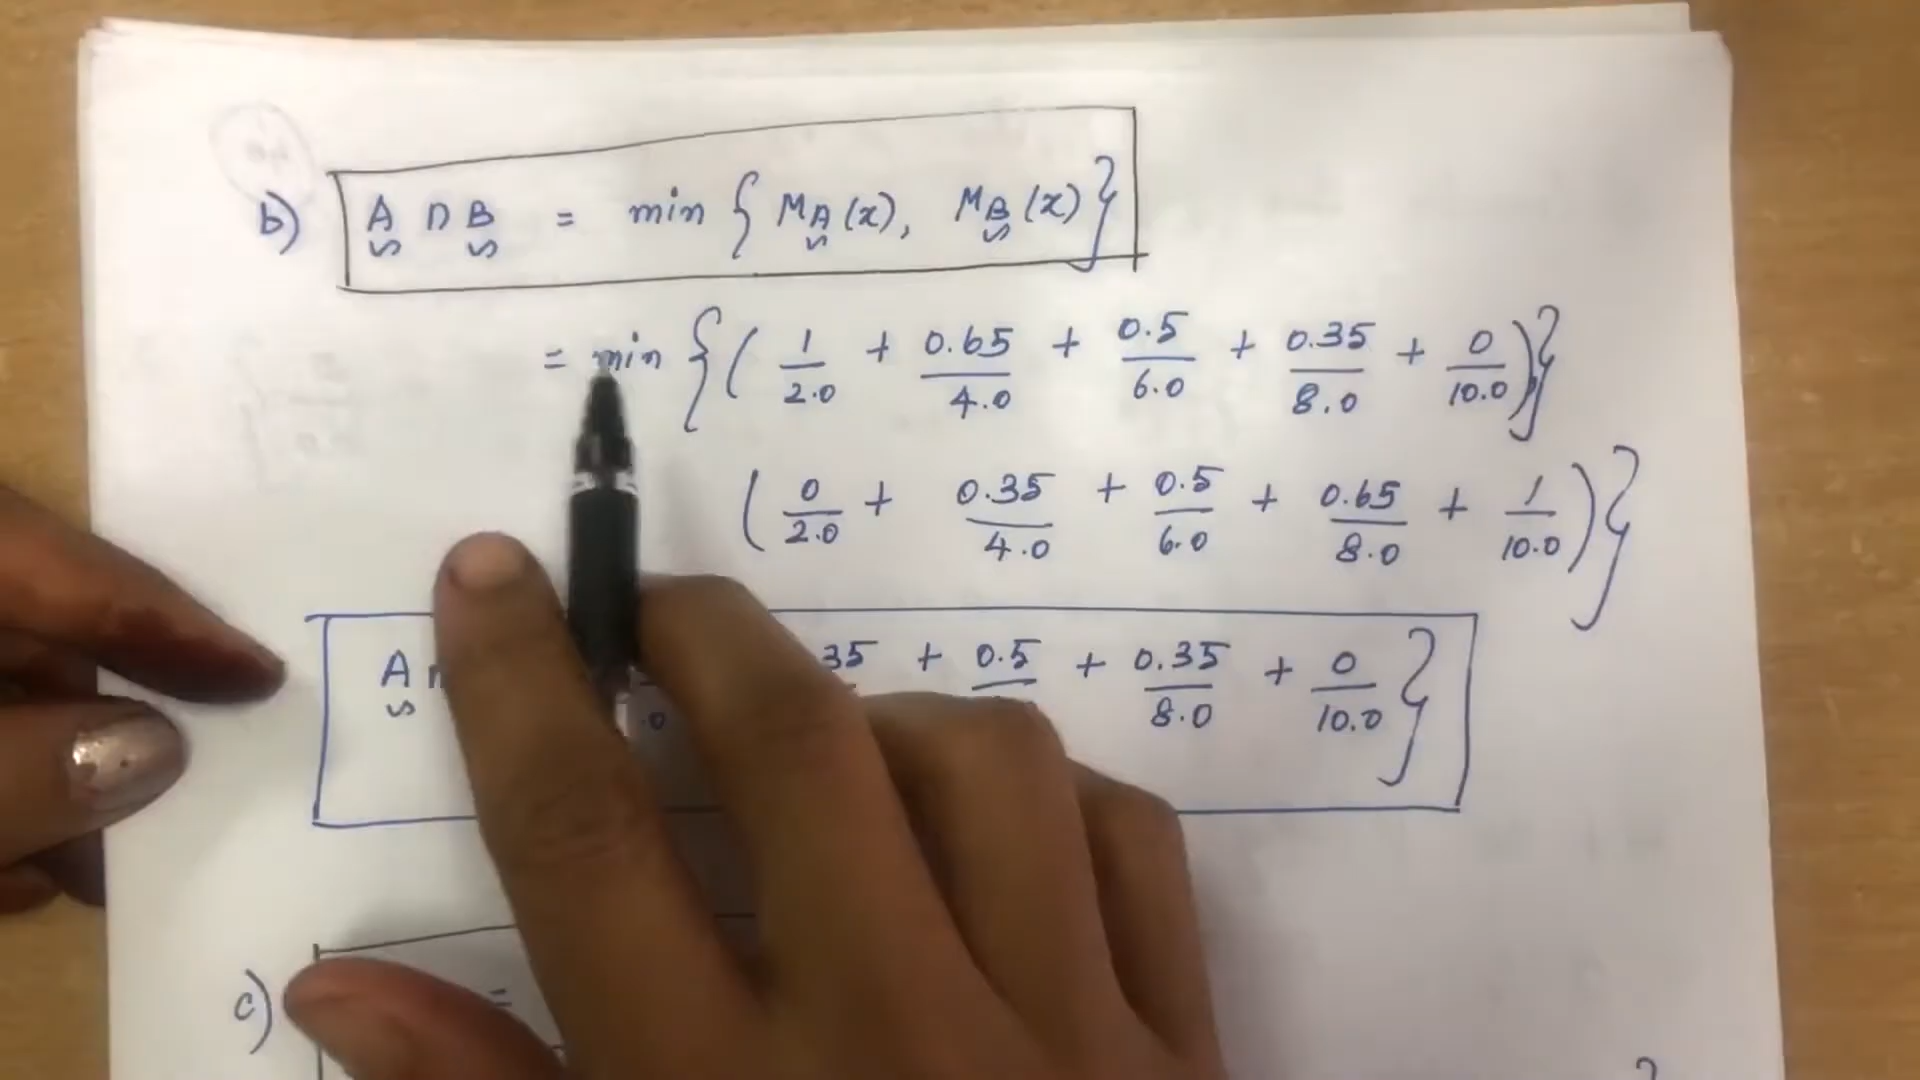 b) A ∩ B = min { MA(x), MB(x) }
= min { ( 1/2.0 + 0.65/4.0 + 0.5/6.0 + 0.35/8.0 + 0/10.0 ) }
( 0/2.0 + 0.35/4.0 + 0.5/6.0 + 0.65/8.0 + 1/10.0 ) }
A 35 + 0.5 + 0.35/8.0 + 0/10.0 }
c) =